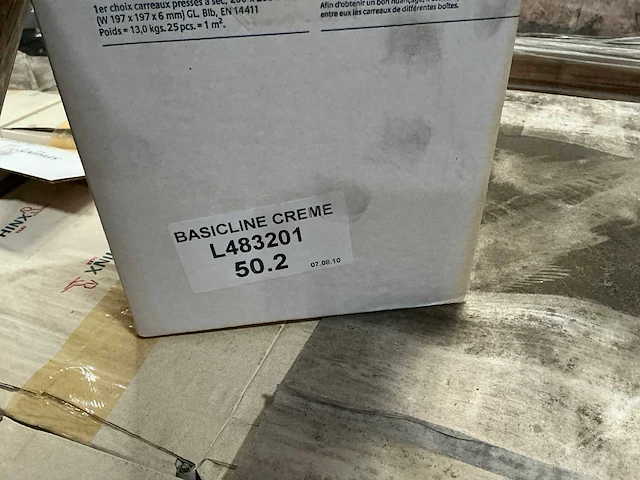 1er choix carreaux pressés à sec,
(W 197 x 197 x 6 mm) GL. BIb, EN 14411
Poids = 13,0 kgs. 25 pcs. = 1 m².
Afin d'obtenir un bon nuançage,
entre eux les carreaux de différentes boîtes.
BASICLINE CREME
L483201
50.2 07.08.10